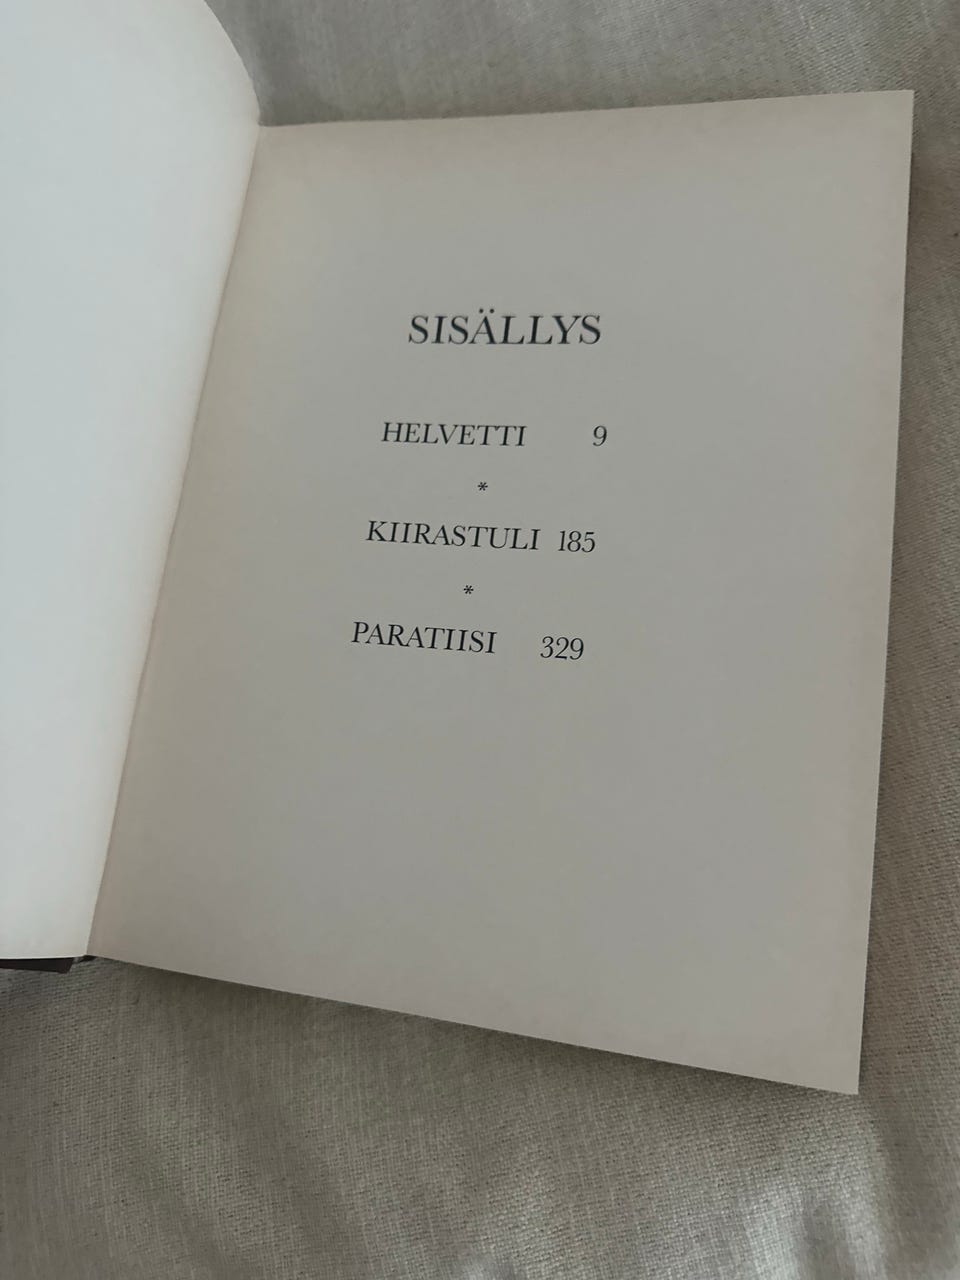 SISÄLLYS
HELVETTI 9
*
KIIRASTULI 185
*
PARATIISI 329